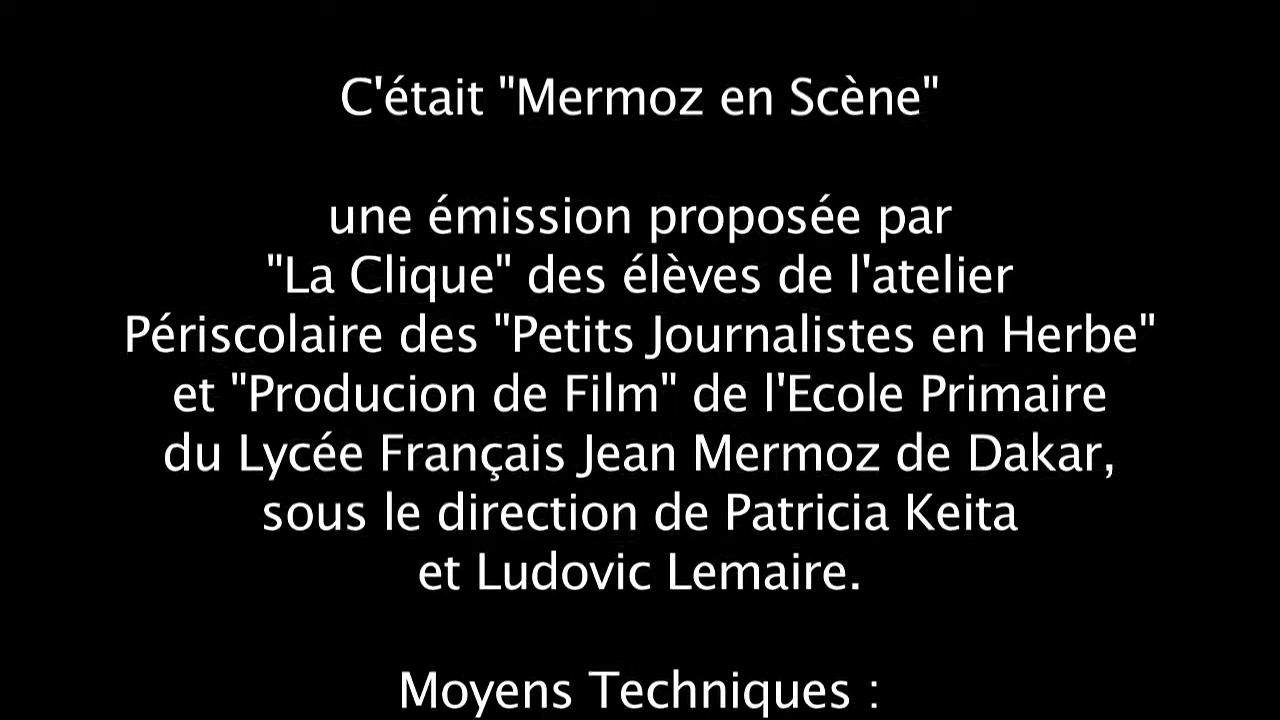 C'était "Mermoz en Scène"
une émission proposée par
"La Clique" des élèves de l'atelier
Périscolaire des "Petits Journalistes en Herbe"
et "Producion de Film" de l'Ecole Primaire
du Lycée Français Jean Mermoz de Dakar,
sous le direction de Patricia Keita
et Ludovic Lemaire.
Moyens Techniques :